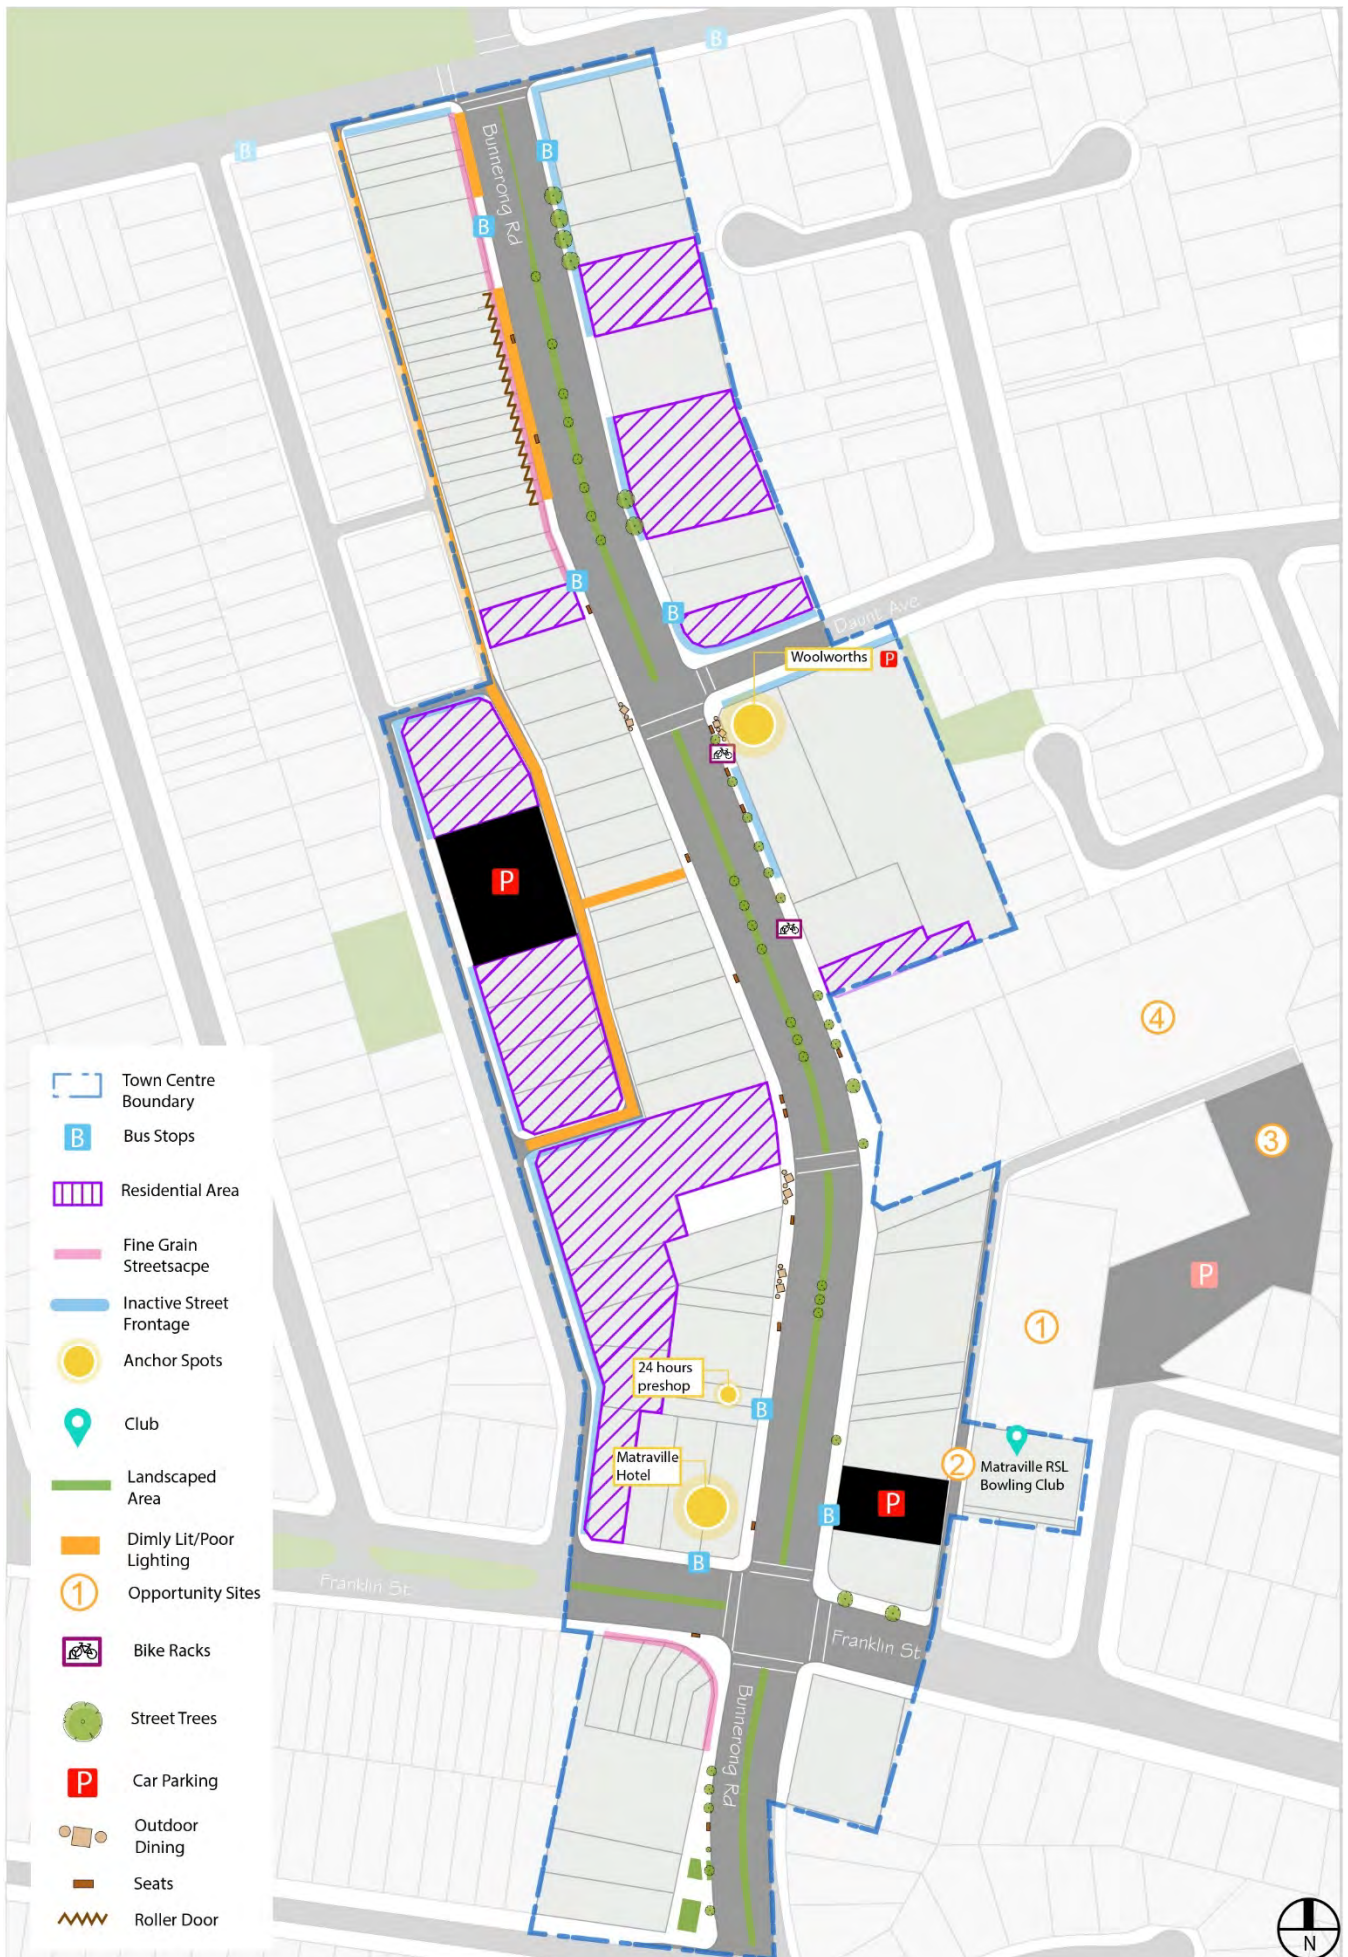 B
B
B
Bunnerong Rd
B
B
B
Daunt Ave
Woolworths
P
P
4
3
P
1
24 hours
preshop
B
Matraville
Hotel
2
Matraville RSL
Bowling Club
P
B
B
Franklin St
Franklin St
Bunnerong Rd
Town Centre
Boundary
B
Bus Stops
Residential Area
Fine Grain
Streetsacpe
Inactive Street
Frontage
Anchor Spots
Club
Landscaped
Area
Dimly Lit/Poor
Lighting
1
Opportunity Sites
Bike Racks
Street Trees
P
Car Parking
Outdoor
Dining
Seats
Roller Door
N